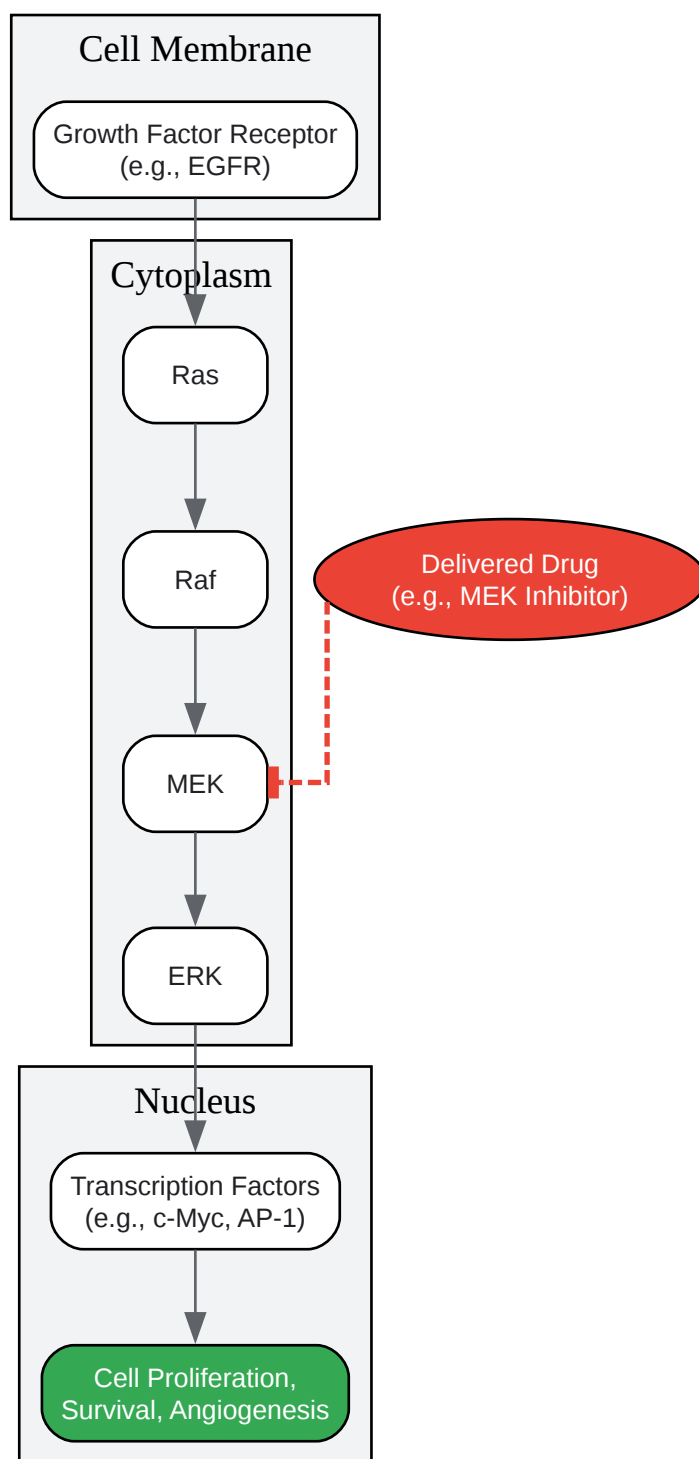 Cell Membrane
Growth Factor Receptor
(e.g., EGFR)
Cytoplasm
Ras
Raf
Delivered Drug
(e.g., MEK Inhibitor)
MEK
ERK
Nucleus
Transcription Factors
(e.g., c-Myc, AP-1)
Cell Proliferation,
Survival, Angiogenesis